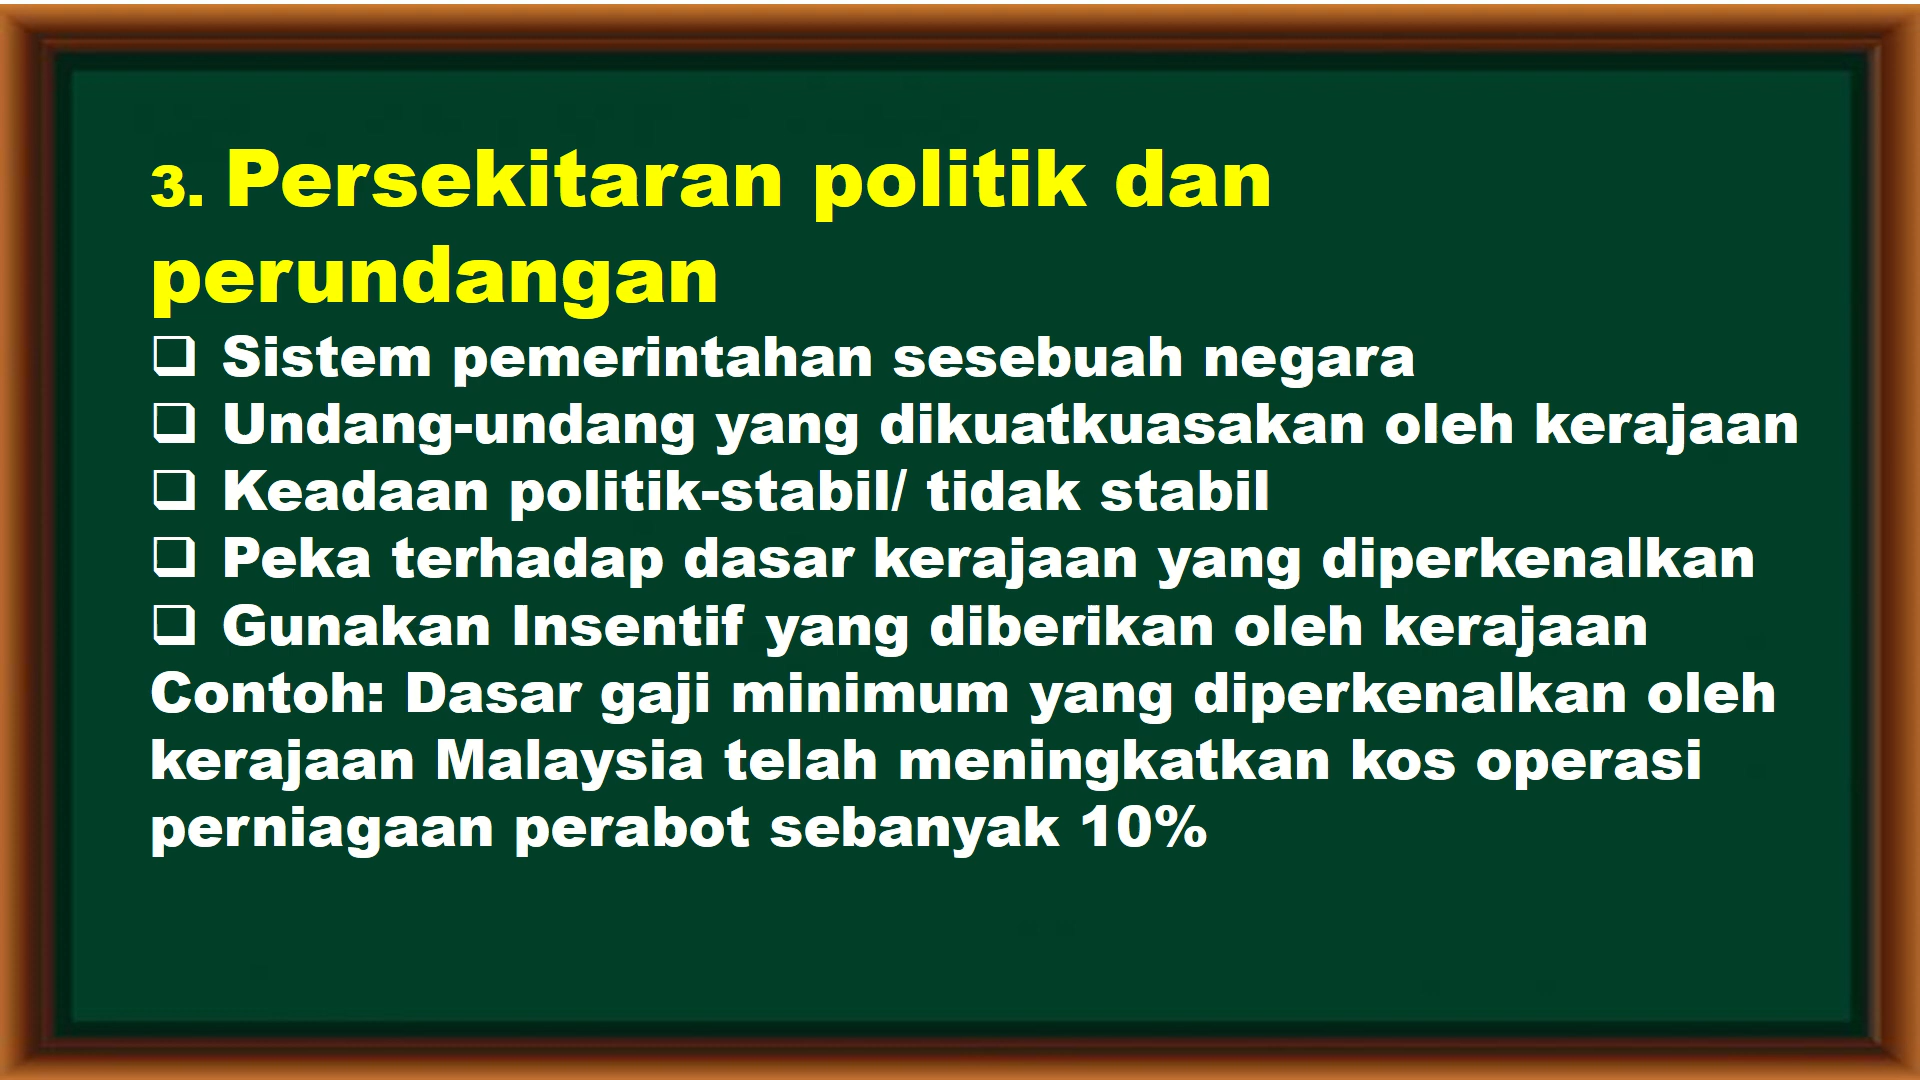 3. Persekitaran politik dan
perundangan
❑ Sistem pemerintahan sesebuah negara
❑ Undang-undang yang dikuatkuasakan oleh kerajaan
❑ Keadaan politik-stabil/ tidak stabil
❑ Peka terhadap dasar kerajaan yang diperkenalkan
❑ Gunakan Insentif yang diberikan oleh kerajaan
Contoh: Dasar gaji minimum yang diperkenalkan oleh
kerajaan Malaysia telah meningkatkan kos operasi
perniagaan perabot sebanyak 10%